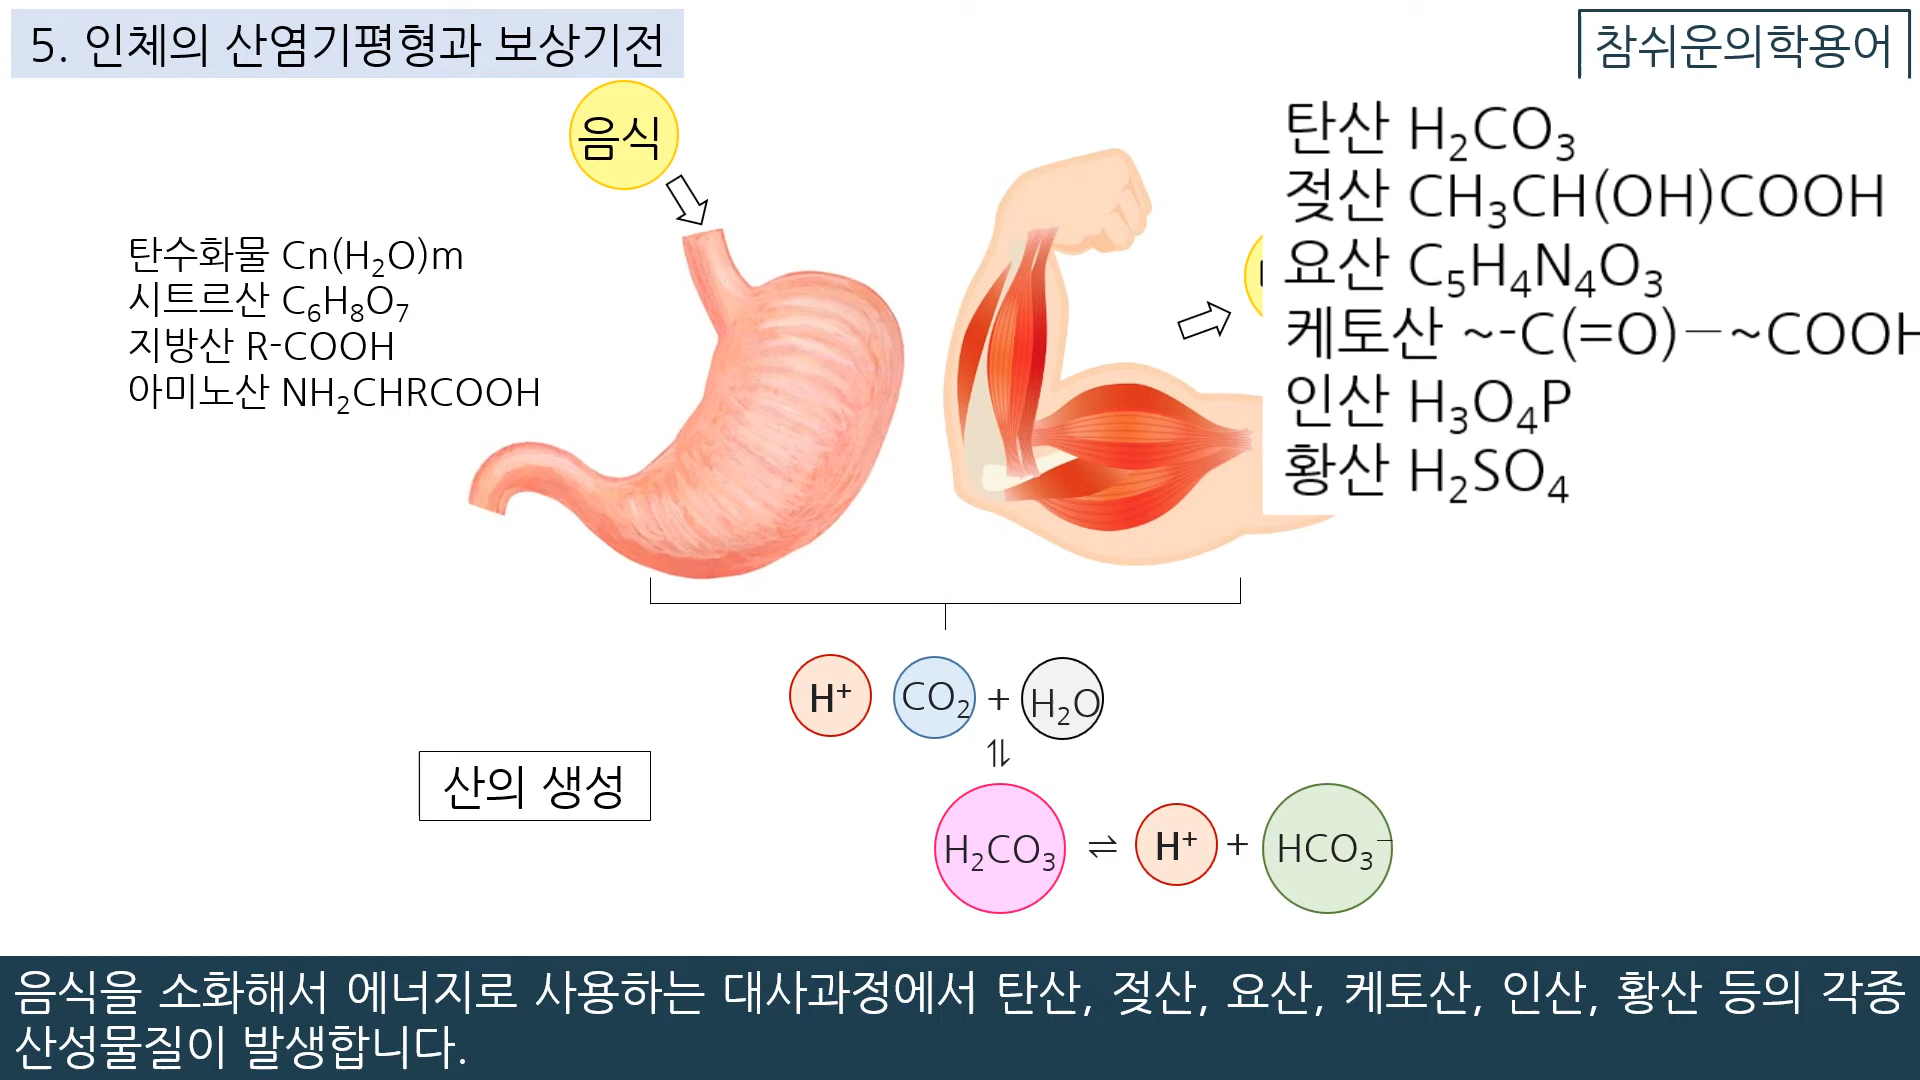 5. 인체의 산염기평형과 보상기전
참쉬운의학용어
음식
탄수화물 Cn(H₂O)m
시트르산 C₆H₈O₇
지방산 R-COOH
아미노산 NH₂CHRCOOH
탄산 H₂CO₃
젖산 CH₃CH(OH)COOH
요산 C₅H₄N₄O₃
케토산 ~-C(=O)—~COOH
인산 H₃O₄P
황산 H₂SO₄
H⁺ CO₂ + H₂O
⥮
산의 생성
H₂CO₃ ⇌ H⁺ + HCO₃⁻
음식을 소화해서 에너지로 사용하는 대사과정에서 탄산, 젖산, 요산, 케토산, 인산, 황산 등의 각종
산성물질이 발생합니다.